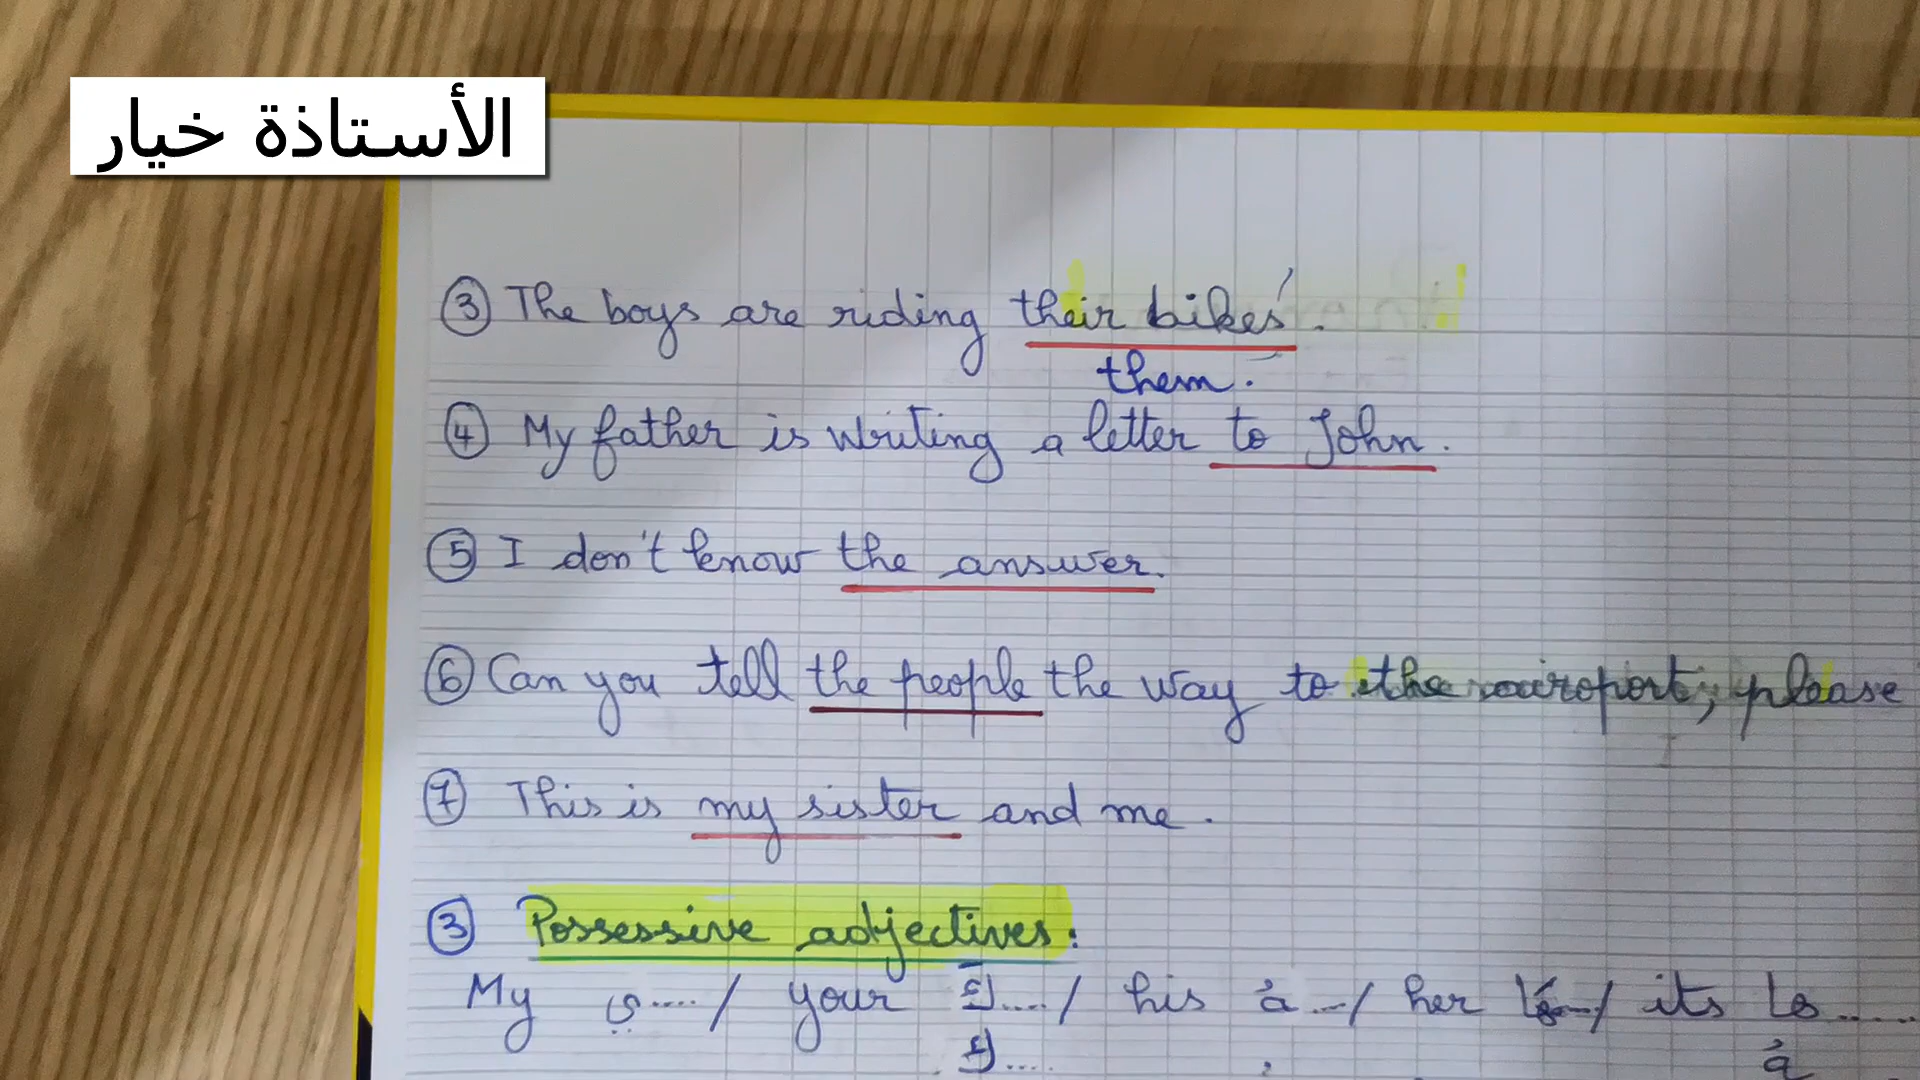 الأستاذة خيار
③ The boys are riding their bikes.
them.
④ My father is writing a letter to John.
⑤ I don't know the answer.
⑥ Can you tell the people the way to the airport, please
⑦ This is my sister and me.
③ Possessive adjectives:
My ي..../ your كَ..../ his ه .../ her ها.../ its ها.....
كِ.... ه